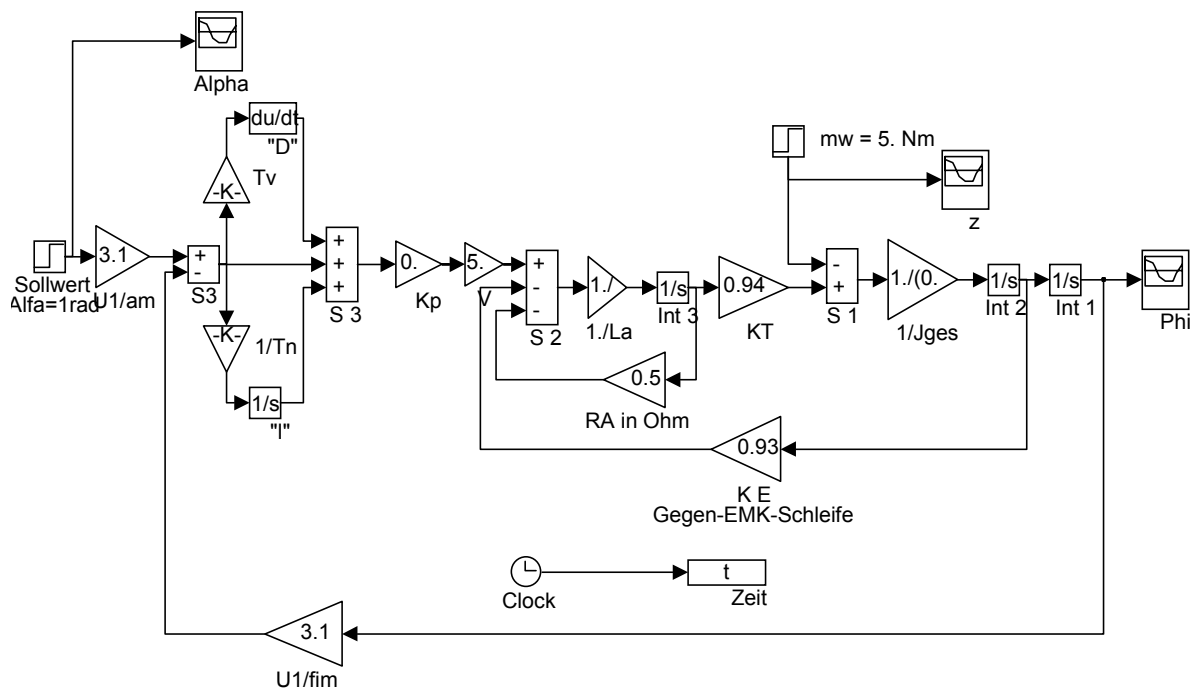 Alpha
du/dt
"D"
Tv
-K-
mw = 5. Nm
z
3.1
Sollwert
Alfa=1rad
U1/am
+
-
S3
+
+
+
S 3
0.
Kp
5.
V
+
-
-
S 2
1./
1./La
1/s
Int 3
0.94
KT
-
+
S 1
1./(0.
1/Jges
1/s
Int 2
1/s
Int 1
Phi
-K-
1/Tn
1/s
"I"
0.5
RA in Ohm
0.93
K E
Gegen-EMK-Schleife
Clock
t
Zeit
3.1
U1/fim